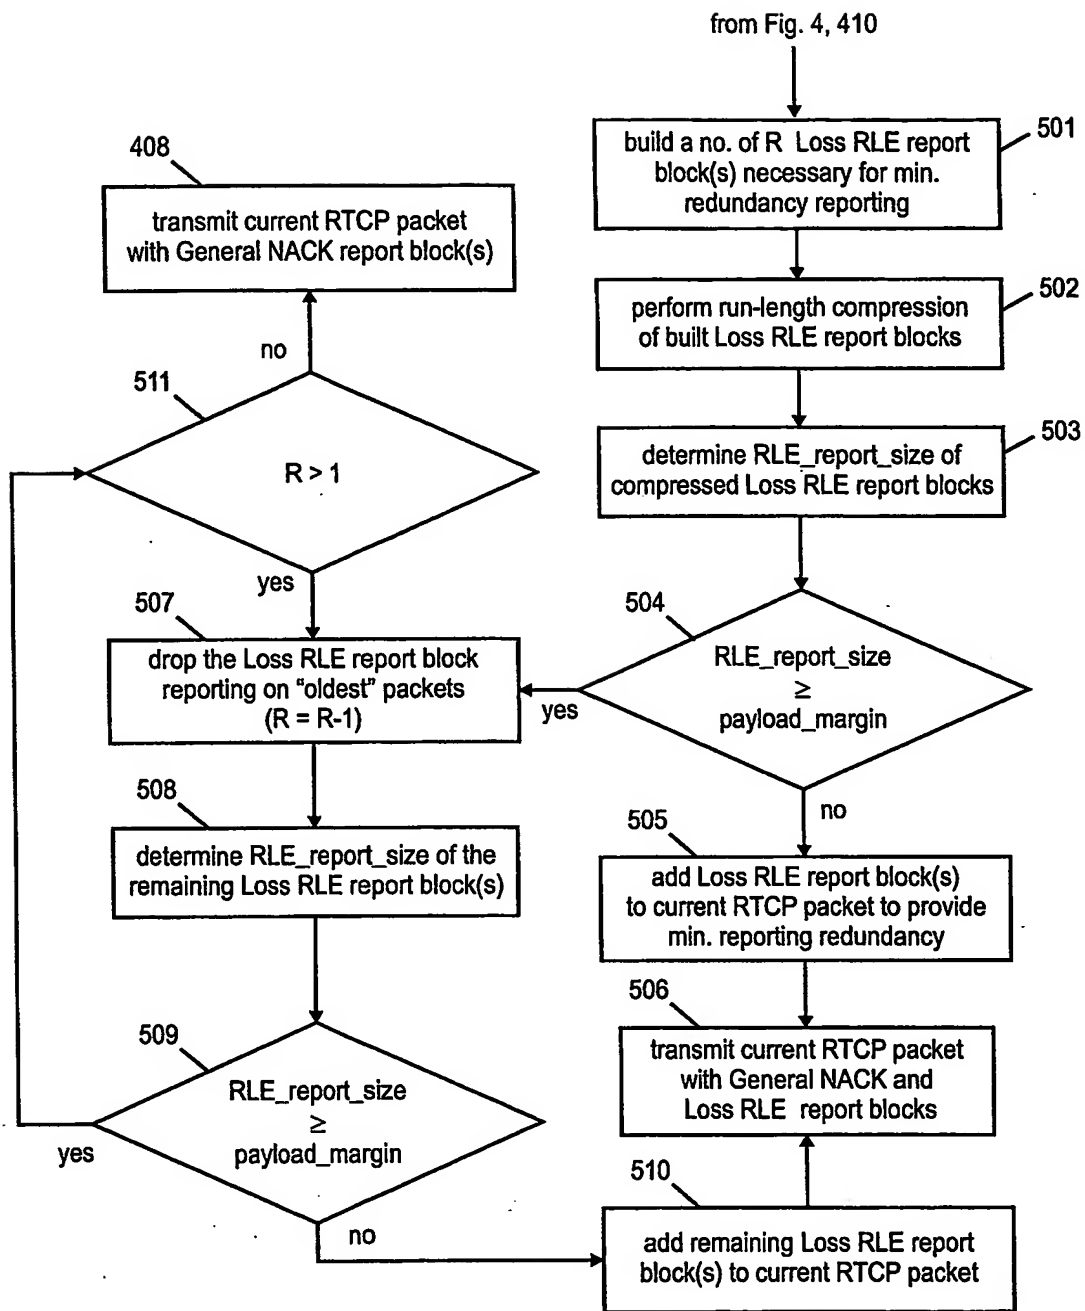 from Fig. 4, 410
501
build a no. of R Loss RLE report
block(s) necessary for min.
redundancy reporting
408
transmit current RTCP packet
with General NACK report block(s)
502
perform run-length compression
of built Loss RLE report blocks
no
511
R > 1
yes
503
determine RLE_report_size of
compressed Loss RLE report blocks
504
RLE_report_size
≥
payload_margin
yes
no
507
drop the Loss RLE report block
reporting on "oldest" packets
(R = R-1)
508
determine RLE_report_size of the
remaining Loss RLE report block(s)
505
add Loss RLE report block(s)
to current RTCP packet to provide
min. reporting redundancy
506
transmit current RTCP packet
with General NACK and
Loss RLE report blocks
509
RLE_report_size
≥
payload_margin
yes
no
510
add remaining Loss RLE report
block(s) to current RTCP packet